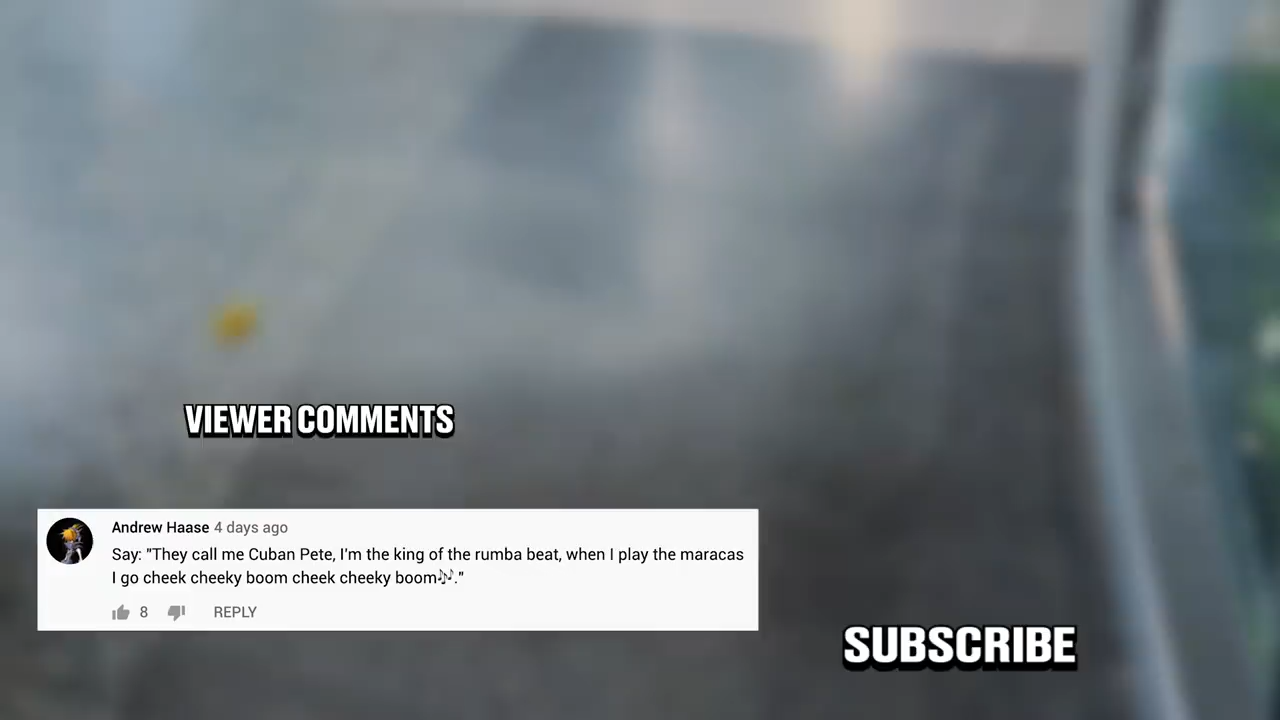 VIEWER COMMENTS
Andrew Haase 4 days ago
Say: "They call me Cuban Pete, I'm the king of the rumba beat, when I play the maracas
I go cheek cheeky boom cheek cheeky boom🎶."
8 REPLY
SUBSCRIBE